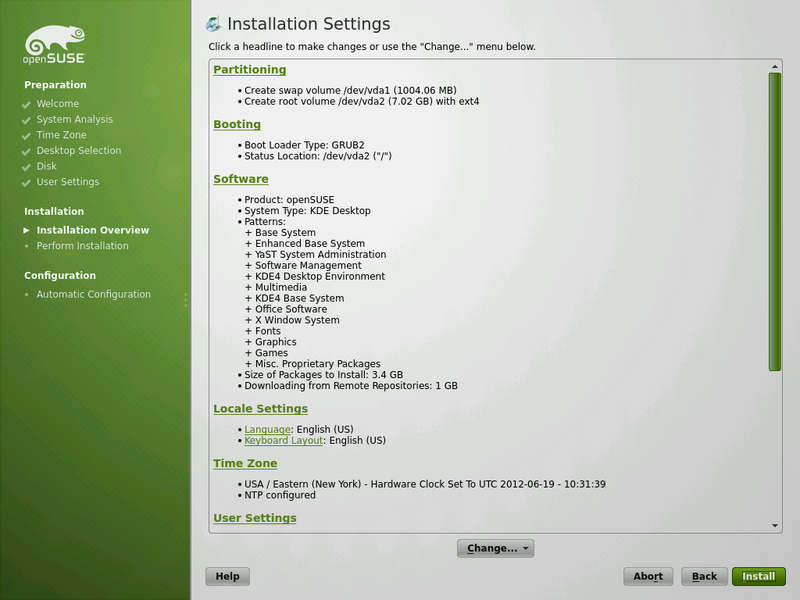 openSUSE
Preparation
Welcome
System Analysis
Time Zone
Desktop Selection
Disk
User Settings
Installation
Installation Overview
Perform Installation
Configuration
Automatic Configuration
Installation Settings
Click a headline to make changes or use the "Change..." menu below.
Partitioning
• Create swap volume /dev/vda1 (1004.06 MB)
• Create root volume /dev/vda2 (7.02 GB) with ext4
Booting
• Boot Loader Type: GRUB2
• Status Location: /dev/vda2 ("/")
Software
• Product: openSUSE
• System Type: KDE Desktop
• Patterns:
+ Base System
+ Enhanced Base System
+ YaST System Administration
+ Software Management
+ KDE4 Desktop Environment
+ Multimedia
+ KDE4 Base System
+ Office Software
+ X Window System
+ Fonts
+ Graphics
+ Games
+ Misc. Proprietary Packages
• Size of Packages to Install: 3.4 GB
• Downloading from Remote Repositories: 1 GB
Locale Settings
• Language: English (US)
• Keyboard Layout: English (US)
Time Zone
• USA / Eastern (New York) - Hardware Clock Set To UTC 2012-06-19 - 10:31:39
• NTP configured
User Settings
Change...
Help
Abort
Back
Install